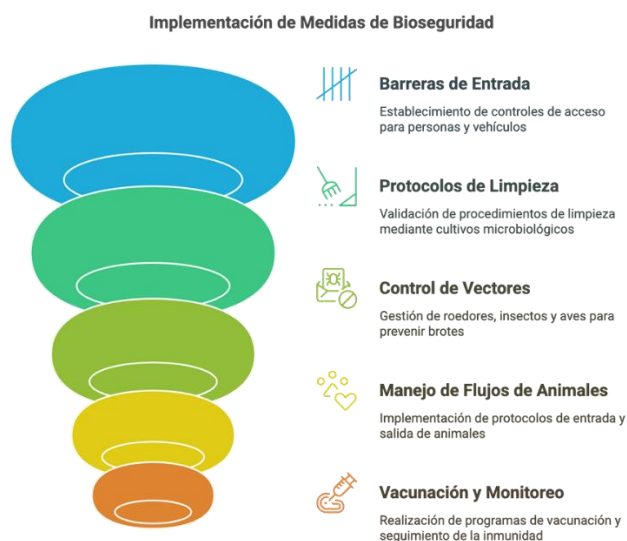 Implementación de Medidas de Bioseguridad
Barreras de Entrada
Establecimiento de controles de acceso
para personas y vehículos
Protocolos de Limpieza
Validación de procedimientos de limpieza
mediante cultivos microbiológicos
Control de Vectores
Gestión de roedores, insectos y aves para
prevenir brotes
Manejo de Flujos de Animales
Implementación de protocolos de entrada y
salida de animales
Vacunación y Monitoreo
Realización de programas de vacunación y
seguimiento de la inmunidad